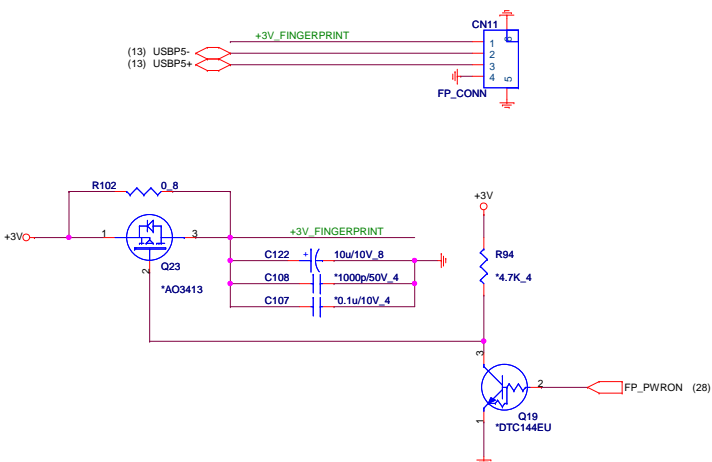 CN11
+3V_FINGERPRINT
1
6
(13) USBP5-
2
(13) USBP5+
3
4
5
FP_CONN
R102 0_8
+3V
+3V
1
3
+3V_FINGERPRINT
R94
C122 + 10u/10V_8
Q23
2
C108 *1000p/50V_4
*4.7K_4
*AO3413
C107 *0.1u/10V_4
3
2
FP_PWRON (28)
Q19
1
*DTC144EU